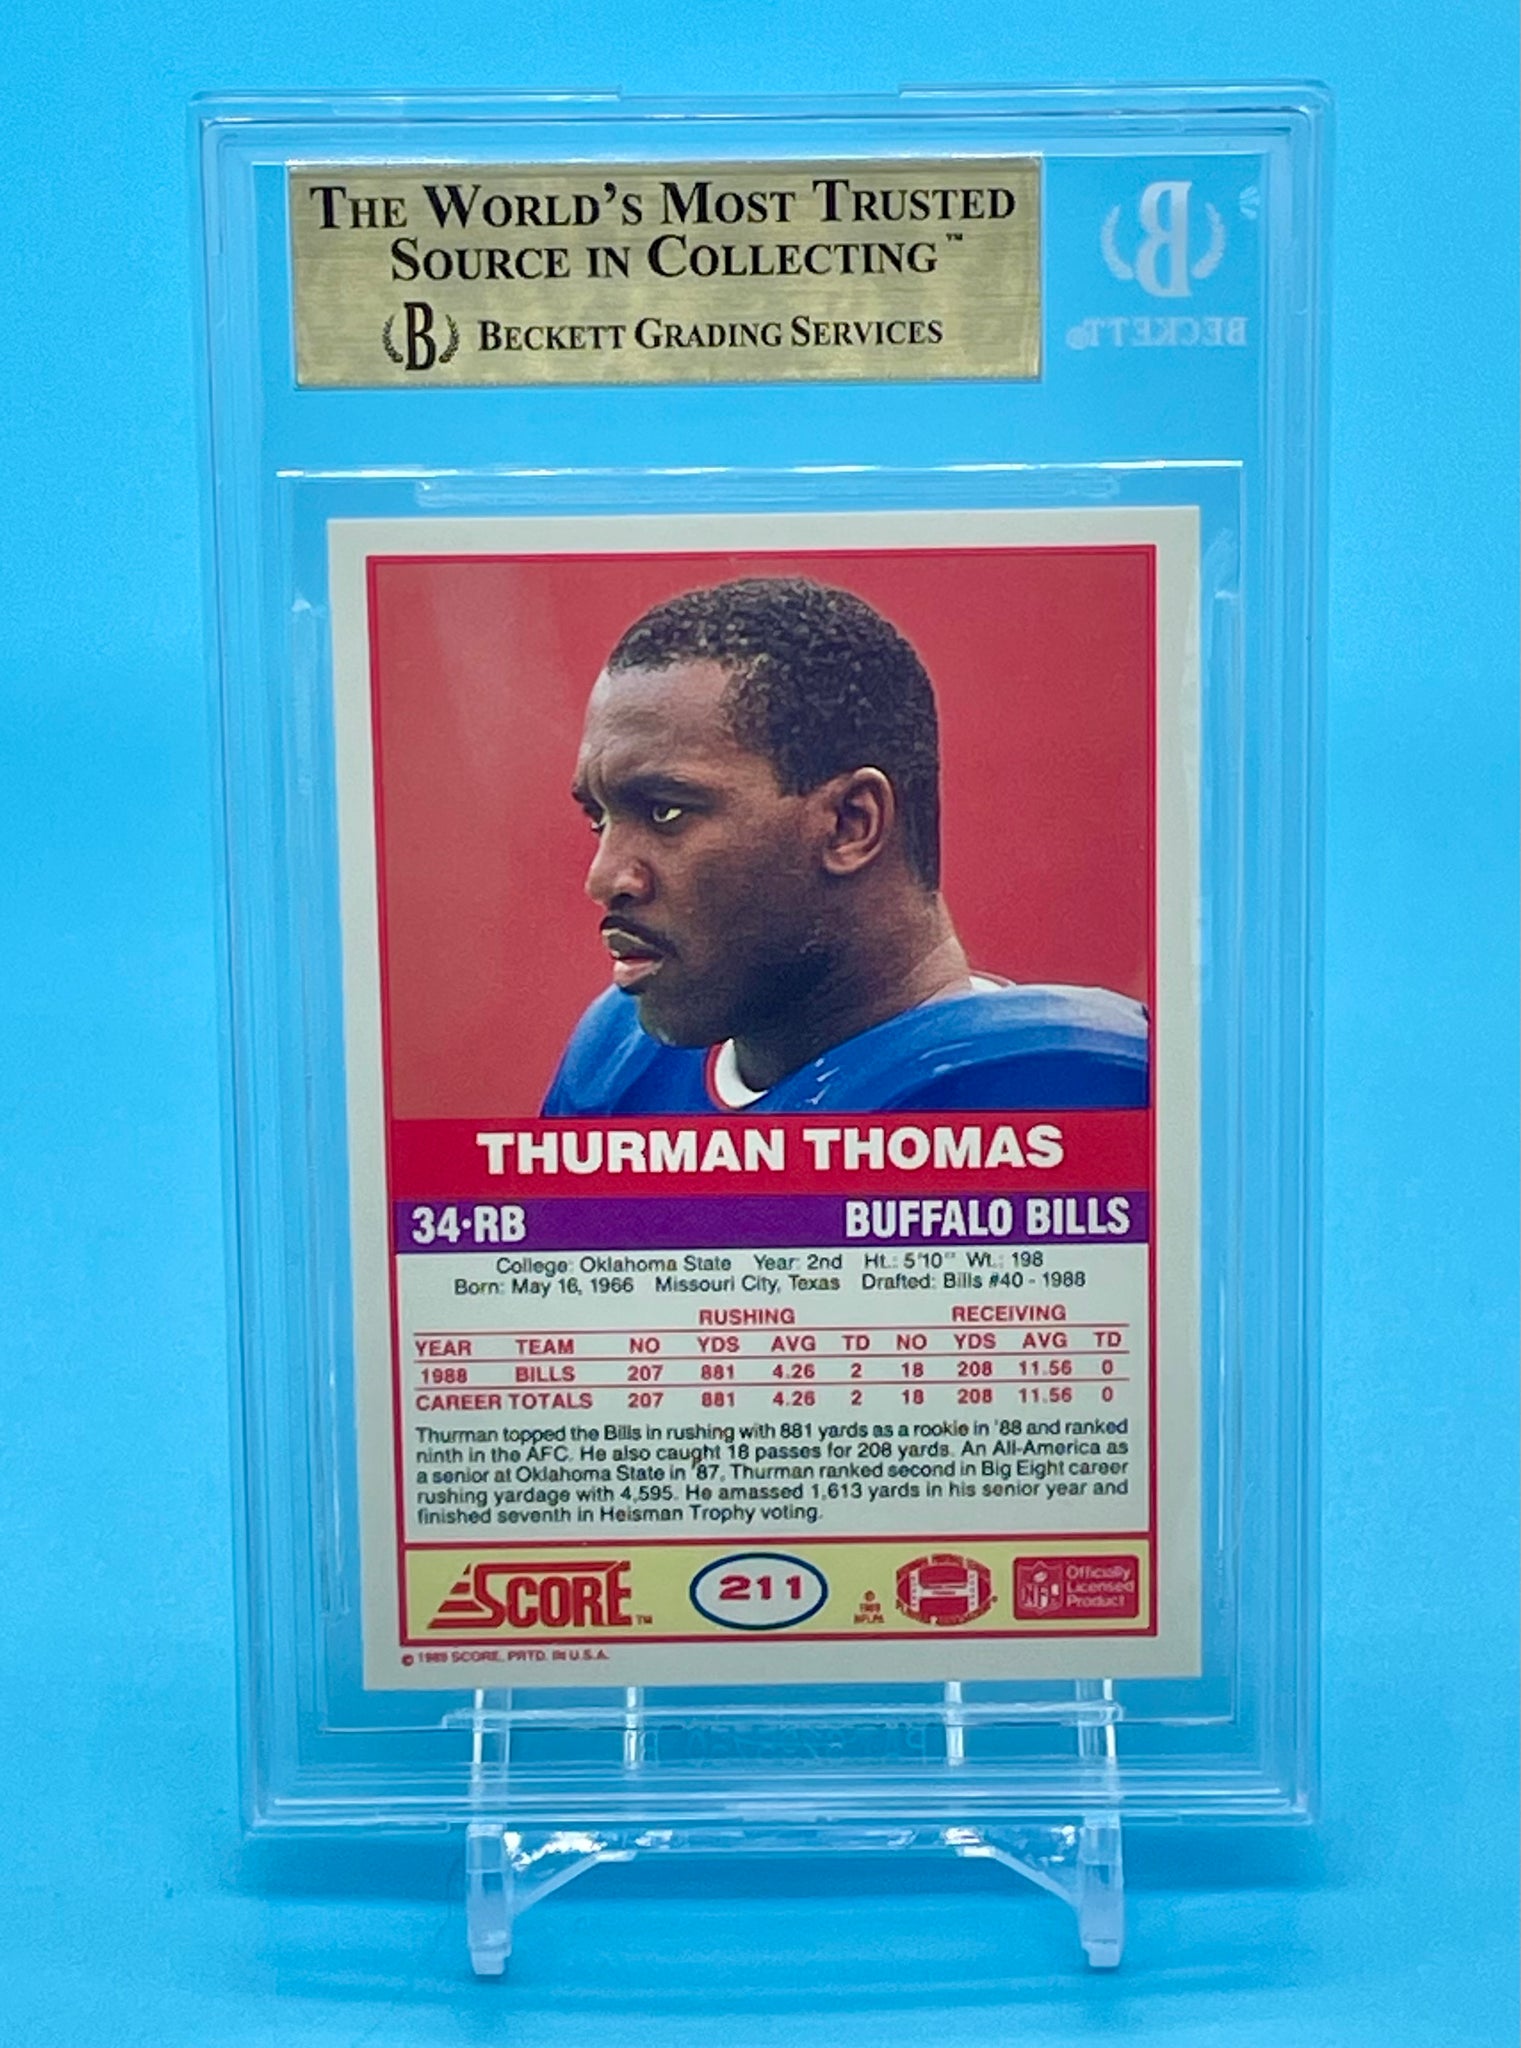 THE WORLD'S MOST TRUSTED
SOURCE IN COLLECTING™
B BECKETT GRADING SERVICES
B
BECKETT®
THURMAN THOMAS
34•RB BUFFALO BILLS
College: Oklahoma State Year: 2nd Ht.: 5'10" Wt.: 198
Born: May 16, 1966 Missouri City, Texas Drafted: Bills #40 - 1988
RUSHING RECEIVING
YEAR TEAM NO YDS AVG TD NO YDS AVG TD
1988 BILLS 207 881 4.26 2 18 208 11.56 0
CAREER TOTALS 207 881 4.26 2 18 208 11.56 0
Thurman topped the Bills in rushing with 881 yards as a rookie in '88 and ranked
ninth in the AFC. He also caught 18 passes for 208 yards. An All-America as
a senior at Oklahoma State in '87, Thurman ranked second in Big Eight career
rushing yardage with 4,595. He amassed 1,613 yards in his senior year and
finished seventh in Heisman Trophy voting.
SCORE™ 211
© 1989 NFLPA
NFL Officially
Licensed
Product
© 1989 SCORE, PRTD. IN U.S.A.